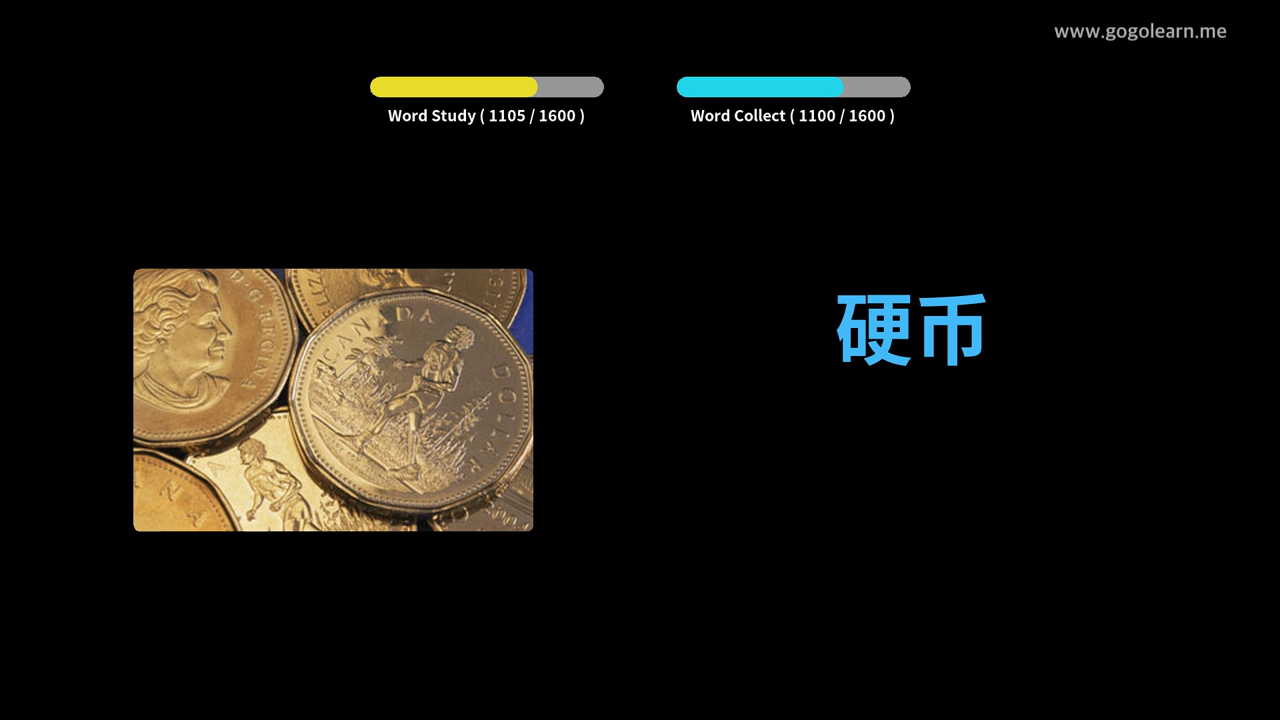 www.gogolearn.me
Word Study ( 1105 / 1600 )
Word Collect ( 1100 / 1600 )
硬币
D·G·REGINA
CANADA
DOLLAR